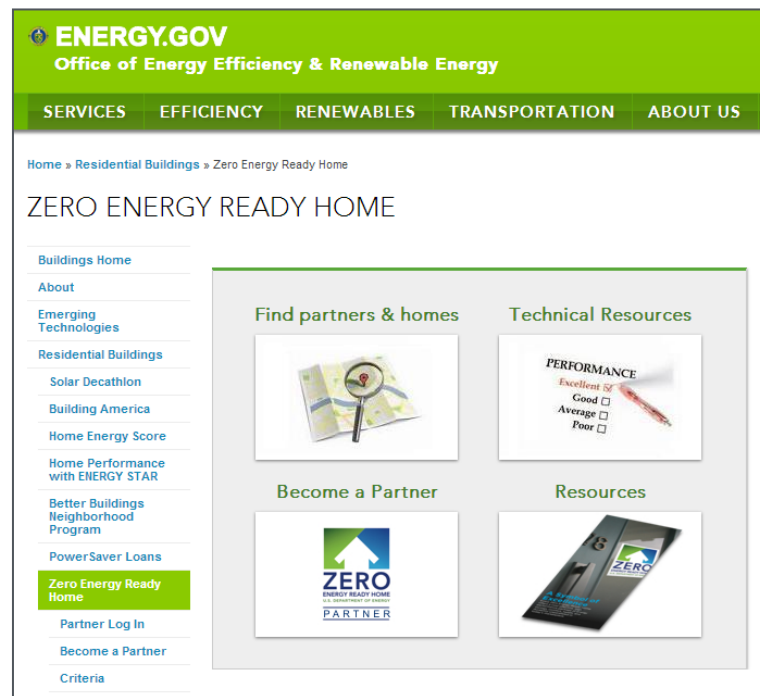 ENERGY.GOV
Office of Energy Efficiency & Renewable Energy
SERVICES EFFICIENCY RENEWABLES TRANSPORTATION ABOUT US
Home » Residential Buildings » Zero Energy Ready Home
ZERO ENERGY READY HOME
Buildings Home
About
Emerging
Technologies
Residential Buildings
Solar Decathlon
Building America
Home Energy Score
Home Performance
with ENERGY STAR
Better Buildings
Neighborhood
Program
PowerSaver Loans
Zero Energy Ready
Home
Partner Log In
Become a Partner
Criteria
Find partners & homes
Technical Resources
PERFORMANCE
Excellent
Good
Average
Poor
Become a Partner
ZERO
ENERGY READY HOME
U.S. DEPARTMENT OF ENERGY
PARTNER
Resources
ZERO
A Symbol of
Excellence